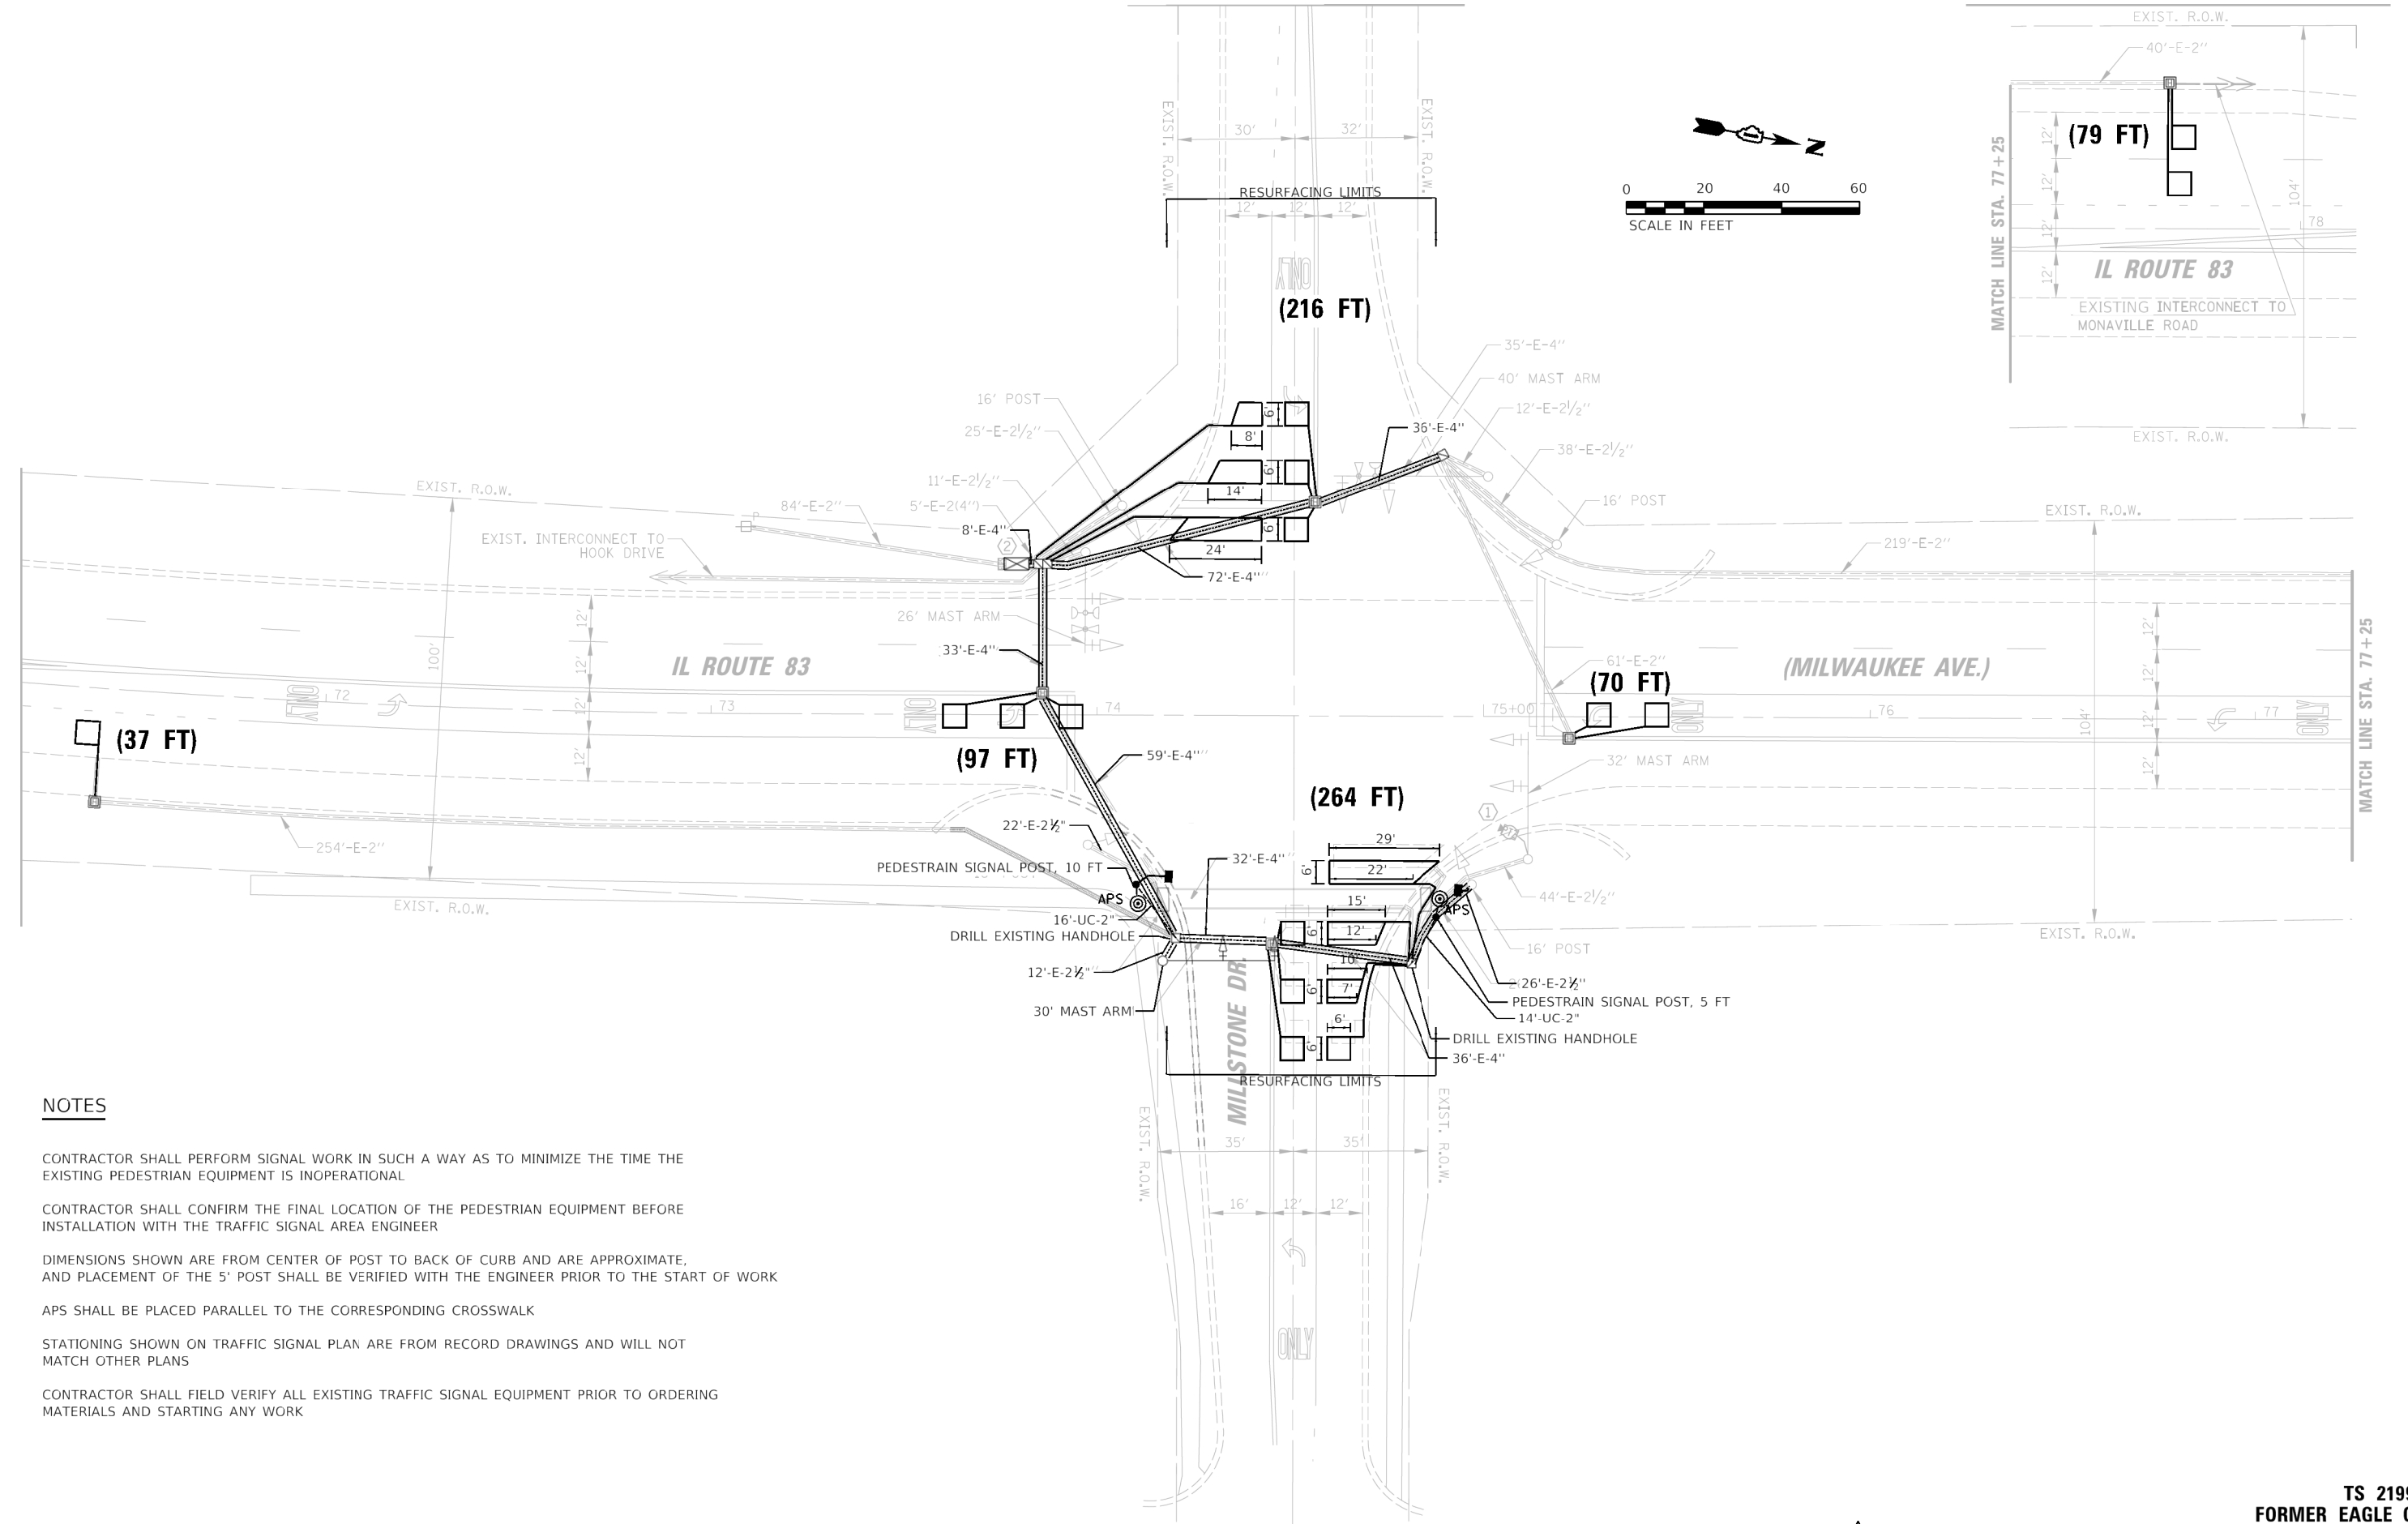 EXIST. R.O.W.
40'-E-2''
EXIST. R.O.W.
EXIST. R.O.W.
30'
32'
N
(79 FT)
12'
12'
12'
12'
104'
78
MATCH LINE STA. 77+25
IL ROUTE 83
EXISTING INTERCONNECT TO
MONAVILLE ROAD
EXIST. R.O.W.
0 20 40 60
SCALE IN FEET
RESURFACING LIMITS
12' 12' 12'
ONLY
(216 FT)
35'-E-4''
40' MAST ARM
12'-E-2½''
36'-E-4''
38'-E-2½''
16' POST
16' POST
25'-E-2½''
11'-E-2½''
5'-E-2(4'')
8'-E-4''
84'-E-2''
P
2
6'
8'
6'
14'
6'
24'
72'-E-4''
EXIST. R.O.W.
EXIST. INTERCONNECT TO
HOOK DRIVE
EXIST. R.O.W.
219'-E-2''
26' MAST ARM
33'-E-4''
100'
12'
12'
12'
12'
IL ROUTE 83
61'-E-2''
(70 FT)
(MILWAUKEE AVE.)
12'
12'
12'
12'
104'
MATCH LINE STA. 77+25
72
ONLY
73
ONLY
74
75+00
ONLY
76
77
ONLY
(37 FT)
(97 FT)
59'-E-4''
32' MAST ARM
(264 FT)
1
254'-E-2''
22'-E-2½"
PEDESTRAIN SIGNAL POST, 10 FT
32'-E-4''
29'
6'
22'
APS
APS
44'-E-2½''
16'-UC-2"
DRILL EXISTING HANDHOLE
15'
6'
12'
16' POST
EXIST. R.O.W.
EXIST. R.O.W.
12'-E-2½"
10'
6'
7'
26'-E-2½"
PEDESTRAIN SIGNAL POST, 5 FT
14'-UC-2"
30' MAST ARM
6'
6'
DRILL EXISTING HANDHOLE
36'-E-4''
MILLSTONE DR.
RESURFACING LIMITS
EXIST. R.O.W.
EXIST. R.O.W.
35'
35'
16' 12' 12'
ONLY
NOTES
CONTRACTOR SHALL PERFORM SIGNAL WORK IN SUCH A WAY AS TO MINIMIZE THE TIME THE
EXISTING PEDESTRIAN EQUIPMENT IS INOPERATIONAL
CONTRACTOR SHALL CONFIRM THE FINAL LOCATION OF THE PEDESTRIAN EQUIPMENT BEFORE
INSTALLATION WITH THE TRAFFIC SIGNAL AREA ENGINEER
DIMENSIONS SHOWN ARE FROM CENTER OF POST TO BACK OF CURB AND ARE APPROXIMATE,
AND PLACEMENT OF THE 5' POST SHALL BE VERIFIED WITH THE ENGINEER PRIOR TO THE START OF WORK
APS SHALL BE PLACED PARALLEL TO THE CORRESPONDING CROSSWALK
STATIONING SHOWN ON TRAFFIC SIGNAL PLAN ARE FROM RECORD DRAWINGS AND WILL NOT
MATCH OTHER PLANS
CONTRACTOR SHALL FIELD VERIFY ALL EXISTING TRAFFIC SIGNAL EQUIPMENT PRIOR TO ORDERING
MATERIALS AND STARTING ANY WORK
TS 219
FORMER EAGLE